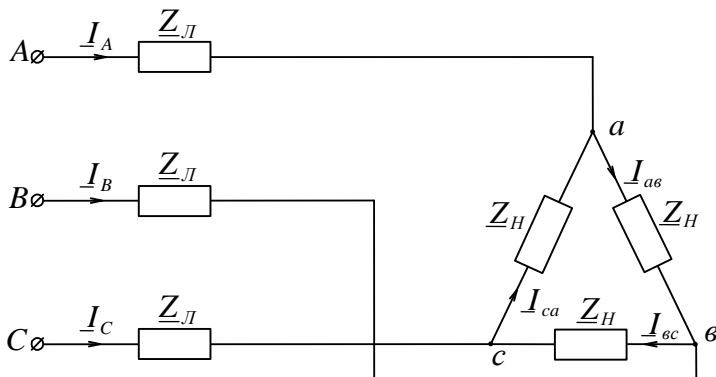 I_A Z_Л
A
a
I_B Z_Л I_ав
B Z_Н Z_Н
I_C Z_Л I_са Z_Н I_вс
C с в